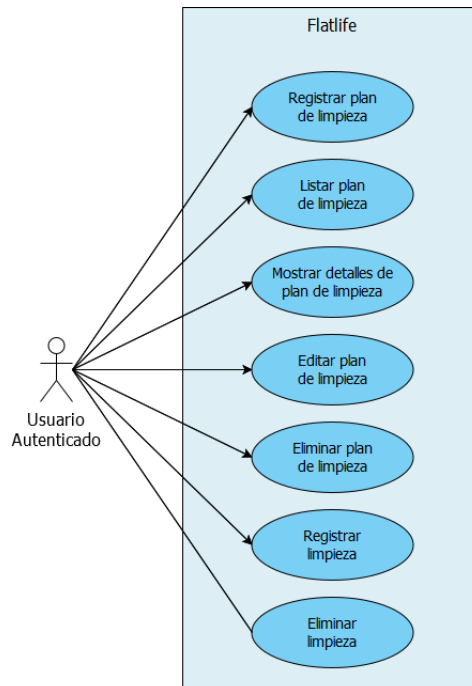 Flatlife
Registrar plan
de limpieza
Listar plan
de limpieza
Mostrar detalles de
plan de limpieza
Editar plan
de limpieza
Usuario
Autenticado
Eliminar plan
de limpieza
Registrar
limpieza
Eliminar
limpieza